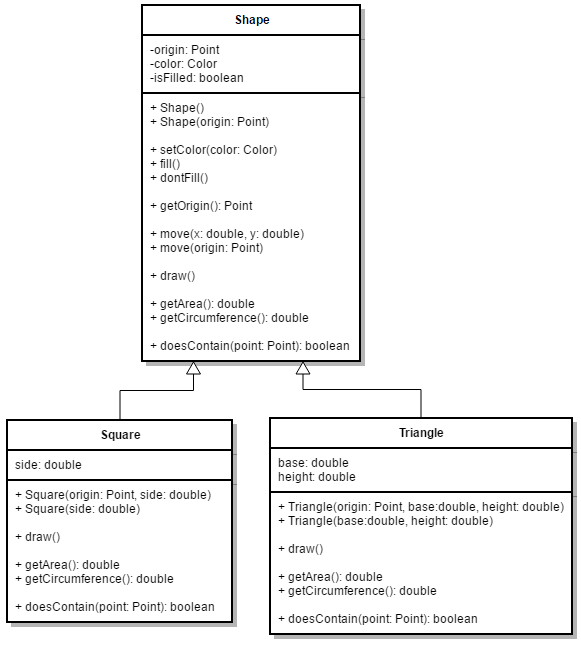 Shape
-origin: Point
-color: Color
-isFilled: boolean
+ Shape()
+ Shape(origin: Point)
+ setColor(color: Color)
+ fill()
+ dontFill()
+ getOrigin(): Point
+ move(x: double, y: double)
+ move(origin: Point)
+ draw()
+ getArea(): double
+ getCircumference(): double
+ doesContain(point: Point): boolean
Square
side: double
+ Square(origin: Point, side: double)
+ Square(side: double)
+ draw()
+ getArea(): double
+ getCircumference(): double
+ doesContain(point: Point): boolean
Triangle
base: double
height: double
+ Triangle(origin: Point, base:double, height: double)
+ Triangle(base:double, height: double)
+ draw()
+ getArea(): double
+ getCircumference(): double
+ doesContain(point: Point): boolean